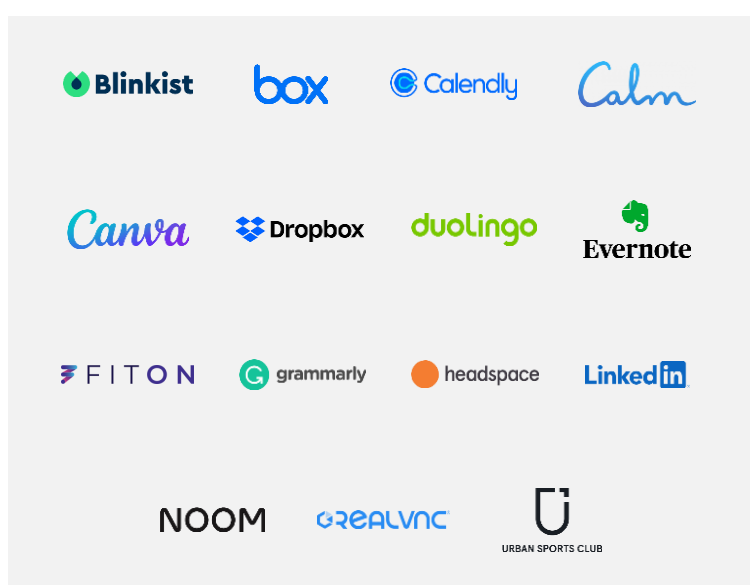 Blinkist
box
Calendly
Calm
Canva
Dropbox
duolingo
Evernote
FITON
grammarly
headspace
Linkedin
NOOM
REALVNC
URBAN SPORTS CLUB